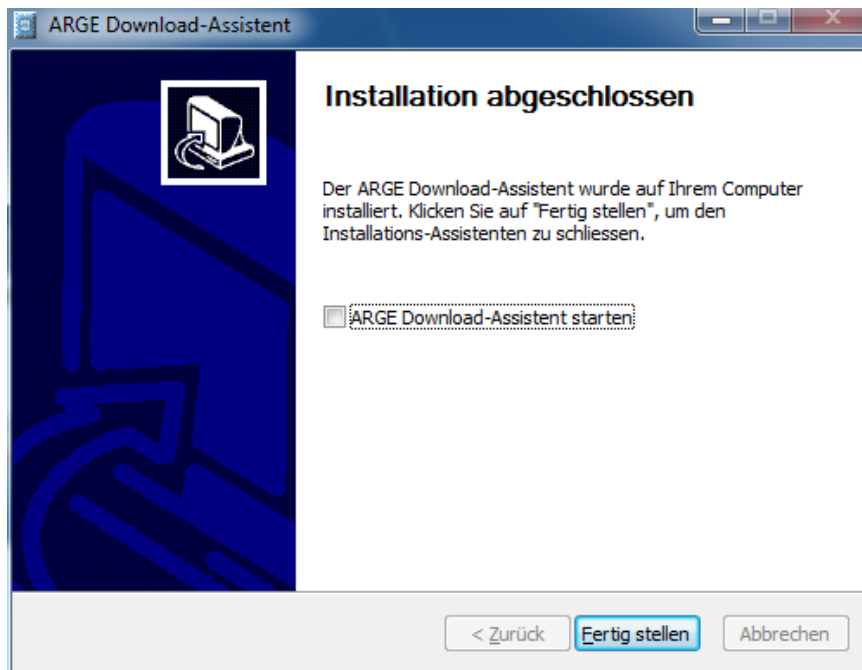 ARGE Download-Assistent
Installation abgeschlossen
Der ARGE Download-Assistent wurde auf Ihrem Computer
installiert. Klicken Sie auf "Fertig stellen", um den
Installations-Assistenten zu schliessen.
ARGE Download-Assistent starten
< Zurück Fertig stellen Abbrechen